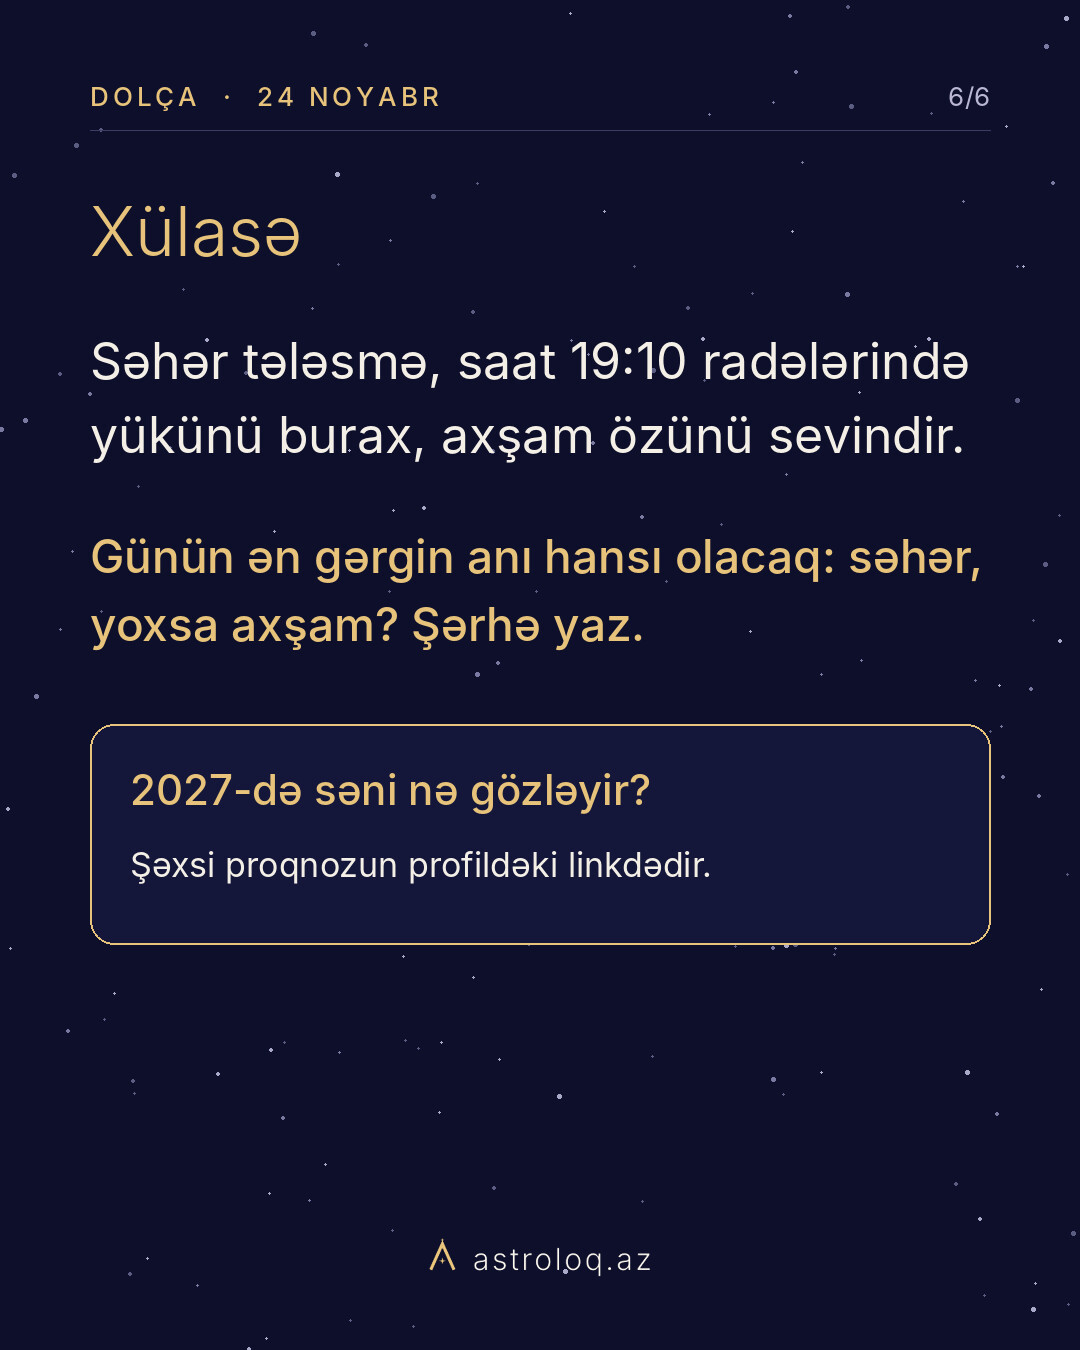 DOLÇA · 24 NOYABR 6/6
Xülasə
Səhər tələsmə, saat 19:10 radələrində
yükünü burax, axşam özünü sevindir.
Günün ən gərgin anı hansı olacaq: səhər,
yoxsa axşam? Şərhə yaz.
2027-də səni nə gözləyir?
Şəxsi proqnozun profildəki linkdədir.
astroloq.az